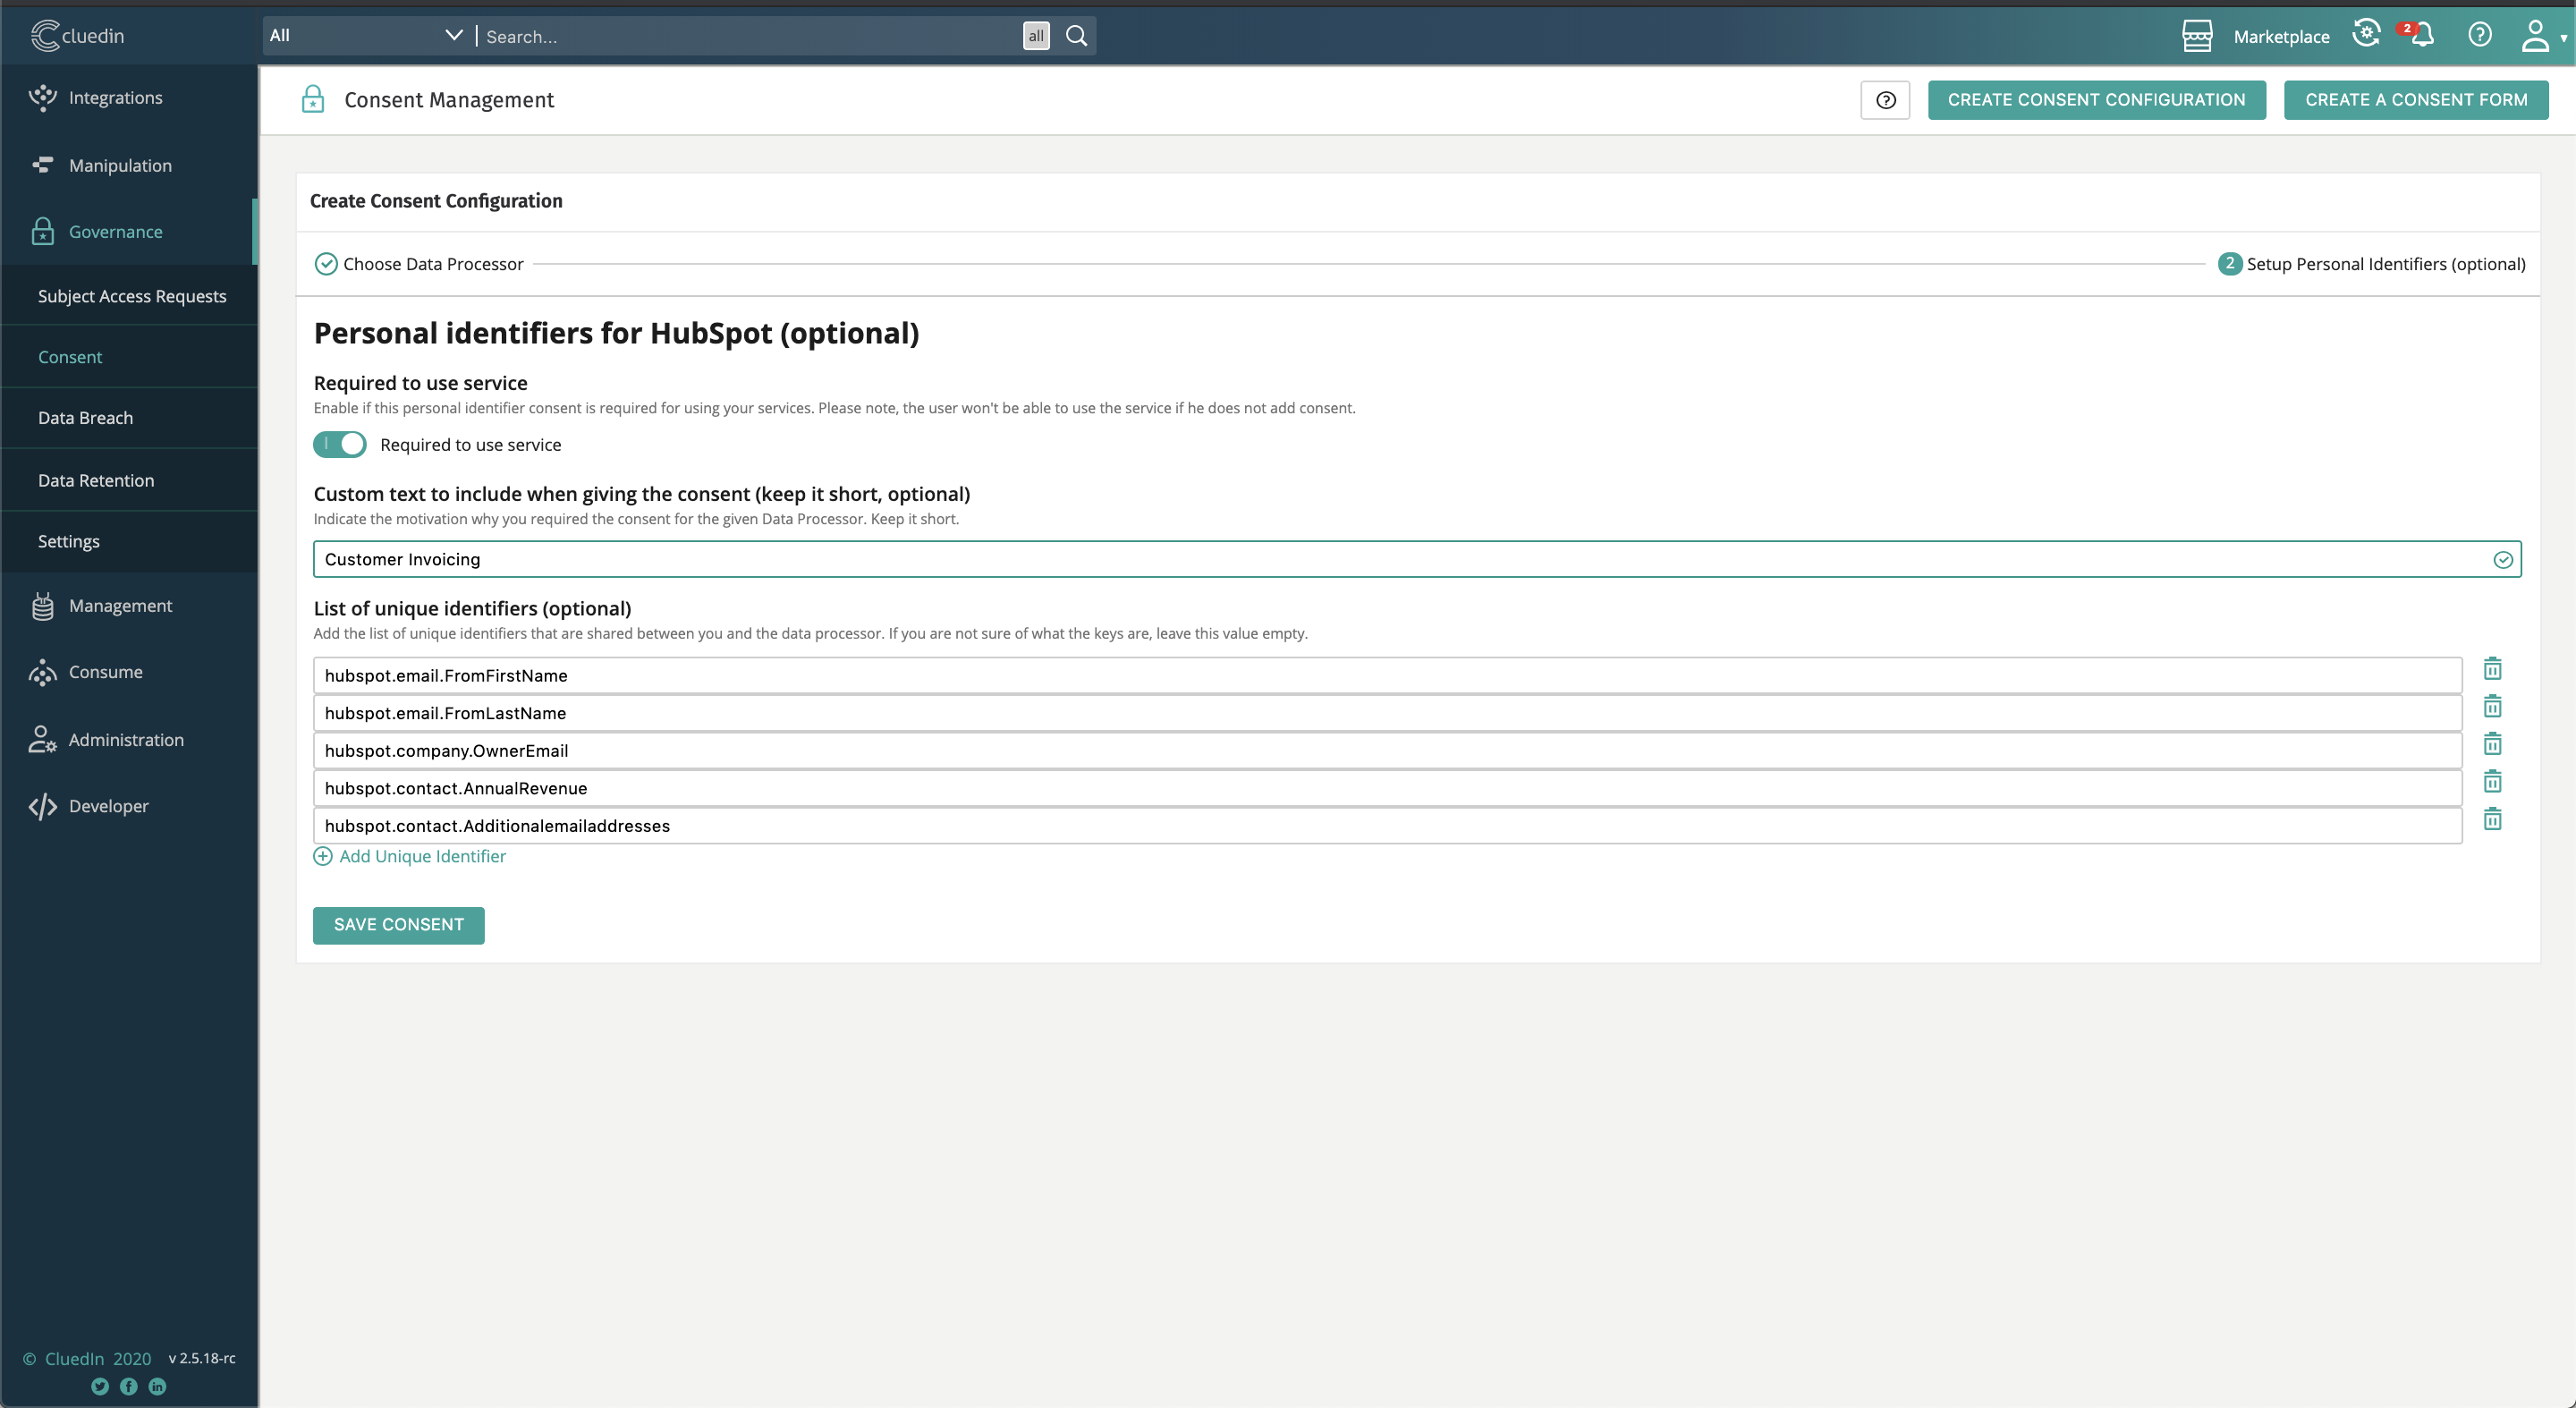 cluedin
All
Search...
all
Marketplace
2
Integrations
Manipulation
Governance
Subject Access Requests
Consent
Data Breach
Data Retention
Settings
Management
Consume
Administration
Developer
© CluedIn 2020 v 2.5.18-rc
Consent Management
CREATE CONSENT CONFIGURATION
CREATE A CONSENT FORM
Create Consent Configuration
Choose Data Processor
2 Setup Personal Identifiers (optional)
Personal identifiers for HubSpot (optional)
Required to use service
Enable if this personal identifier consent is required for using your services. Please note, the user won't be able to use the service if he does not add consent.
Required to use service
Custom text to include when giving the consent (keep it short, optional)
Indicate the motivation why you required the consent for the given Data Processor. Keep it short.
Customer Invoicing
List of unique identifiers (optional)
Add the list of unique identifiers that are shared between you and the data processor. If you are not sure of what the keys are, leave this value empty.
hubspot.email.FromFirstName
hubspot.email.FromLastName
hubspot.company.OwnerEmail
hubspot.contact.AnnualRevenue
hubspot.contact.Additionalemailaddresses
Add Unique Identifier
SAVE CONSENT